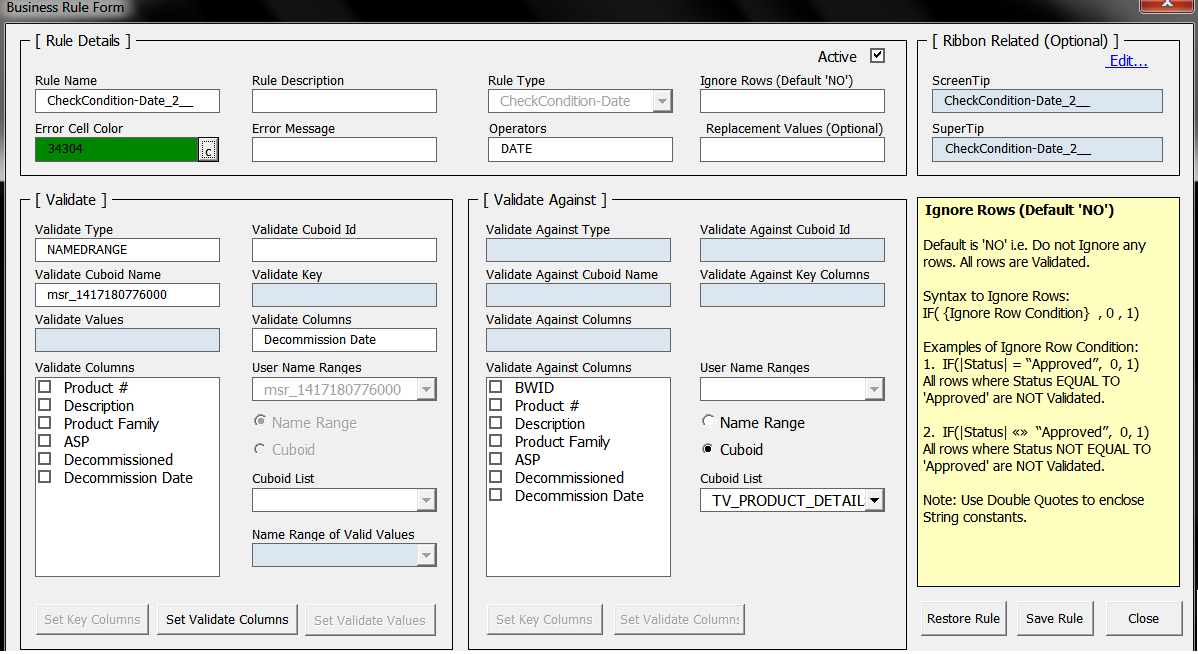 Business Rule Form
X
[ Rule Details ]
Active
Rule Name
Rule Description
Rule Type
Ignore Rows (Default 'NO')
CheckCondition-Date_2__
CheckCondition-Date
Error Cell Color
Error Message
Operators
Replacement Values (Optional)
34304
c
DATE
[ Ribbon Related (Optional) ]
Edit...
ScreenTip
CheckCondition-Date_2__
SuperTip
CheckCondition-Date_2__
[ Validate ]
Validate Type
Validate Cuboid Id
NAMEDRANGE
Validate Cuboid Name
Validate Key
msr_1417180776000
Validate Values
Validate Columns
Decommission Date
Validate Columns
Product #
Description
Product Family
ASP
Decommissioned
Decommission Date
User Name Ranges
msr_1417180776000
Name Range
Cuboid
Cuboid List
Name Range of Valid Values
Set Key Columns
Set Validate Columns
Set Validate Values
[ Validate Against ]
Validate Against Type
Validate Against Cuboid Id
Validate Against Cuboid Name
Validate Against Key Columns
Validate Against Columns
Validate Against Columns
BWID
Product #
Description
Product Family
ASP
Decommissioned
Decommission Date
User Name Ranges
Name Range
Cuboid
Cuboid List
TV_PRODUCT_DETAIL
Set Key Columns
Set Validate Columns
Ignore Rows (Default 'NO')
Default is 'NO' i.e. Do not Ignore any
rows. All rows are Validated.
Syntax to Ignore Rows:
IF( {Ignore Row Condition} , 0 , 1)
Examples of Ignore Row Condition:
1. IF(|Status| = “Approved”, 0, 1)
All rows where Status EQUAL TO
'Approved' are NOT Validated.
2. IF(|Status| «» “Approved”, 0, 1)
All rows where Status NOT EQUAL TO
'Approved' are NOT Validated.
Note: Use Double Quotes to enclose
String constants.
Restore Rule
Save Rule
Close